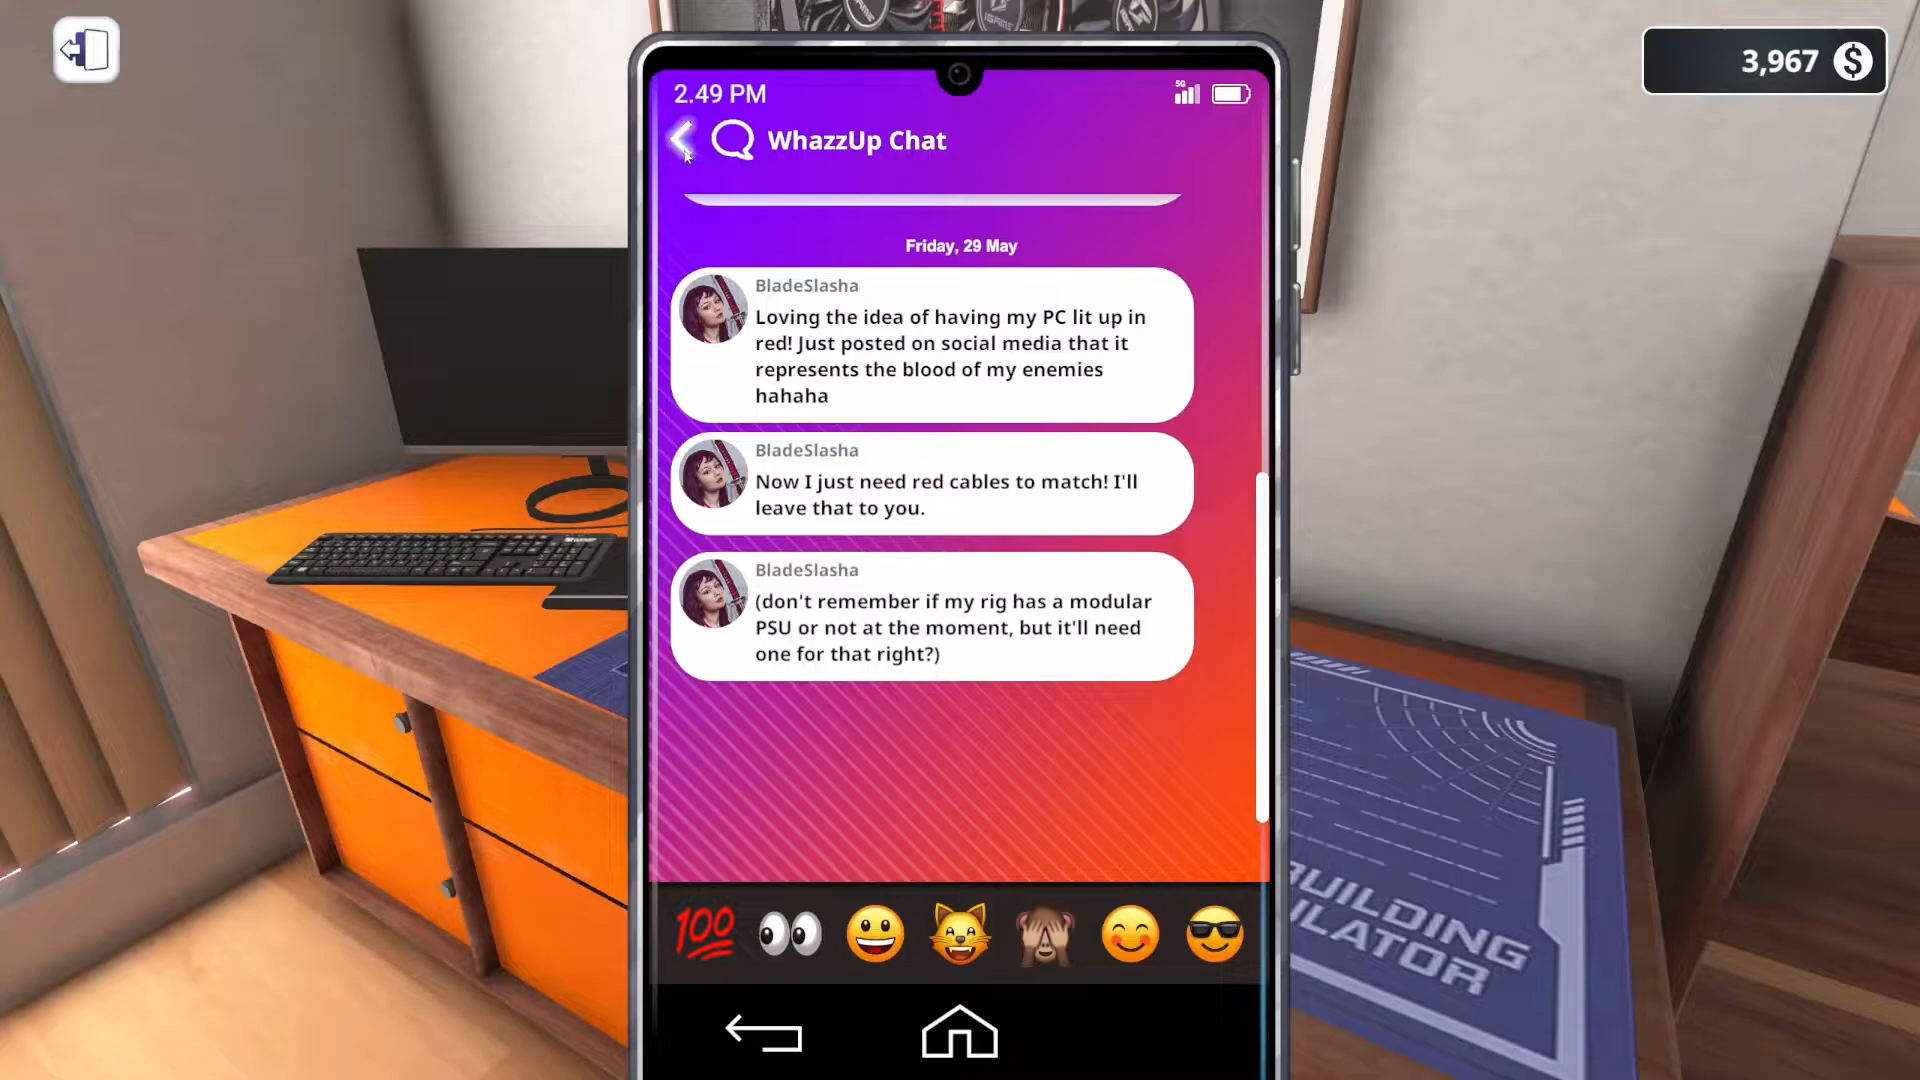 3,967
2.49 PM
5G
WhazzUp Chat
Friday, 29 May
BladeSlasha
Loving the idea of having my PC lit up in
red! Just posted on social media that it
represents the blood of my enemies
hahaha
BladeSlasha
Now I just need red cables to match! I'll
leave that to you.
BladeSlasha
(don't remember if my rig has a modular
PSU or not at the moment, but it'll need
one for that right?)
100
UILDING
LATOR